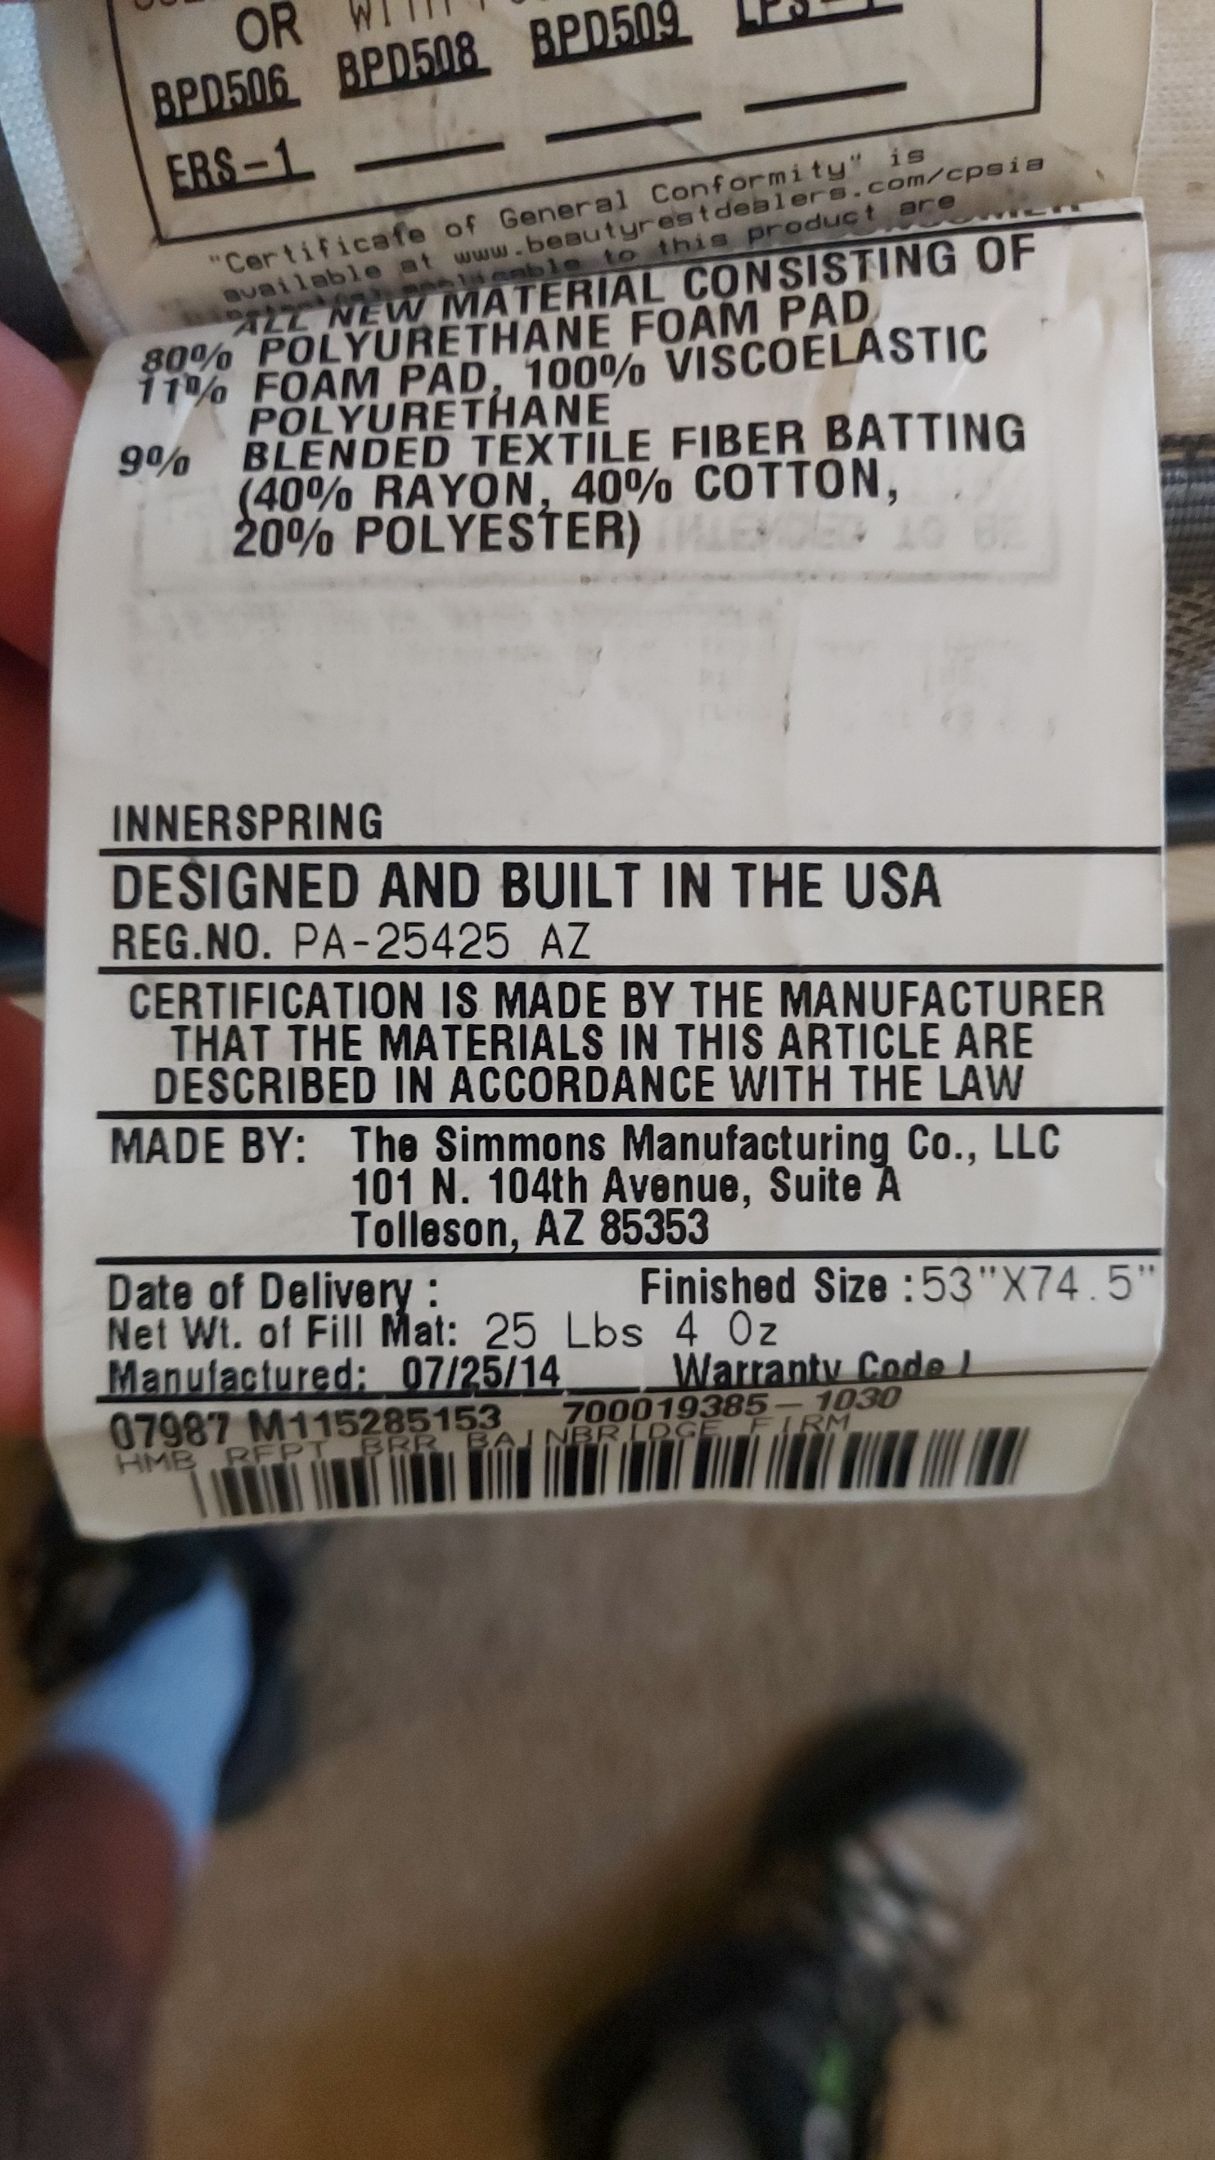 OR WITH
BPD506 BPD508 BPD509
ERS-1
"Certificate of General Conformity" is
available at www.beautyrestdealers.com/cpsia
applicable to this product are
ALL NEW MATERIAL CONSISTING OF
80% POLYURETHANE FOAM PAD
11% FOAM PAD, 100% VISCOELASTIC
POLYURETHANE
9% BLENDED TEXTILE FIBER BATTING
(40% RAYON, 40% COTTON,
20% POLYESTER)
INNERSPRING
DESIGNED AND BUILT IN THE USA
REG.NO. PA-25425 AZ
CERTIFICATION IS MADE BY THE MANUFACTURER
THAT THE MATERIALS IN THIS ARTICLE ARE
DESCRIBED IN ACCORDANCE WITH THE LAW
MADE BY: The Simmons Manufacturing Co., LLC
101 N. 104th Avenue, Suite A
Tolleson, AZ 85353
Date of Delivery : Finished Size :53"X74.5"
Net Wt. of Fill Mat: 25 Lbs 4 Oz
Manufactured: 07/25/14 Warranty Code
07987 M115285153 700019385-1030
HMB RFPT BRR BAINBRIDGE FIRM